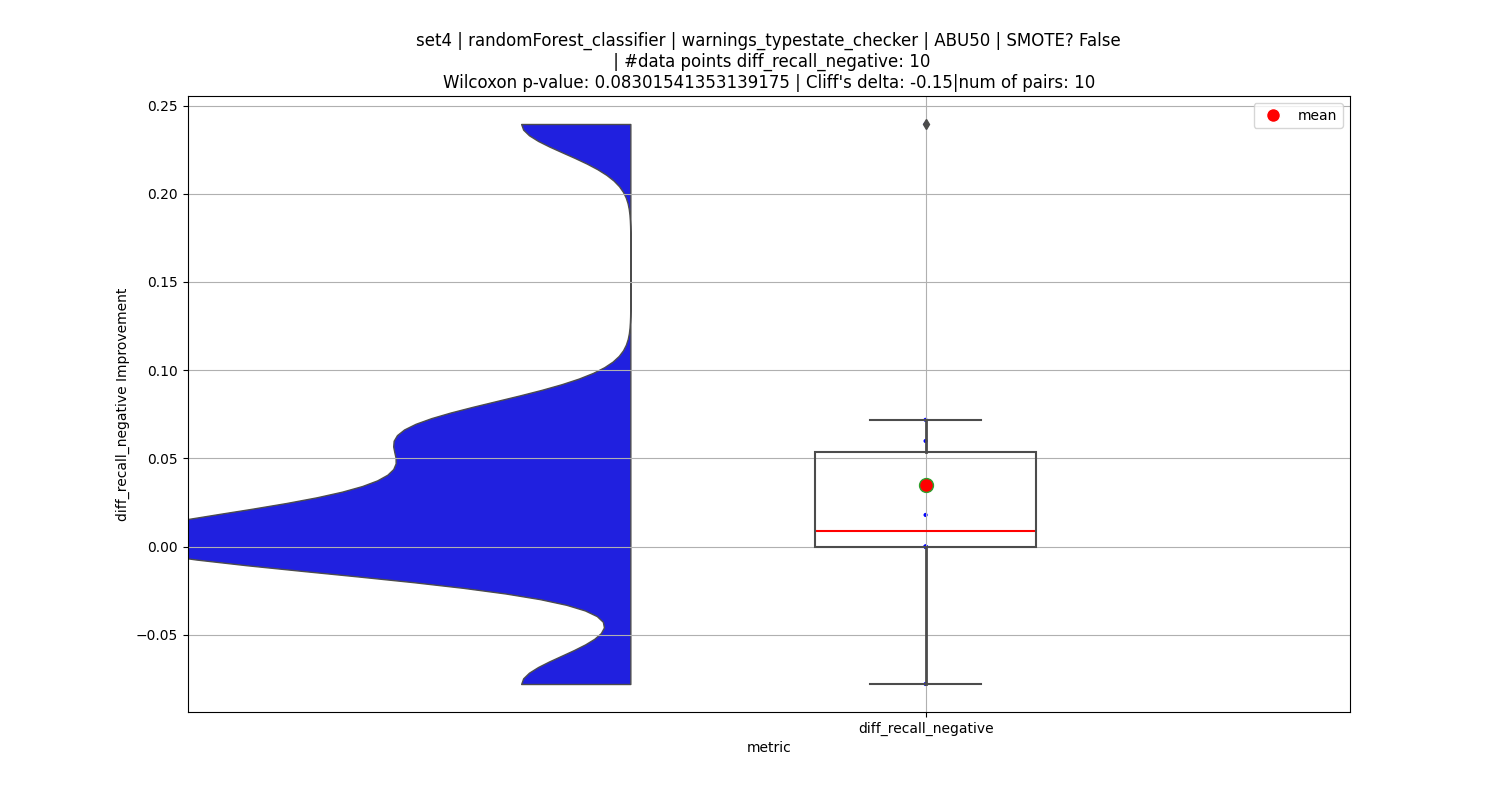 set4 | randomForest_classifier | warnings_typestate_checker | ABU50 | SMOTE? False
| #data points diff_recall_negative: 10
Wilcoxon p-value: 0.08301541353139175 | Cliff's delta: -0.15|num of pairs: 10
mean
0.25
0.20
0.15
0.10
0.05
0.00
−0.05
diff_recall_negative Improvement
diff_recall_negative
metric